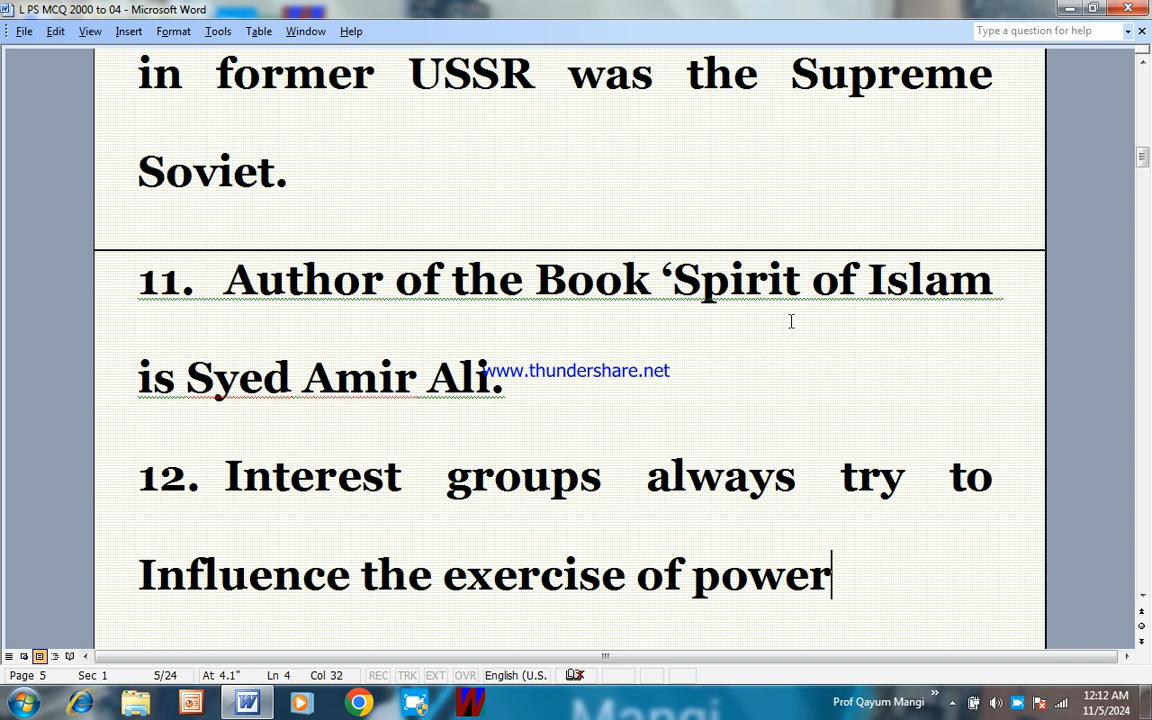 L PS MCQ 2000 to 04 - Microsoft Word
File Edit View Insert Format Tools Table Window Help
Type a question for help
in former USSR was the Supreme
Soviet.
11. Author of the Book ‘Spirit of Islam
is Syed Amir Ali.
www.thundershare.net
12. Interest groups always try to
Influence the exercise of power
Page 5 Sec 1 5/24 At 4.1" Ln 4 Col 32 REC TRK EXT OVR English (U.S.
Mangi
Prof Qayum Mangi
12:12 AM
11/5/2024